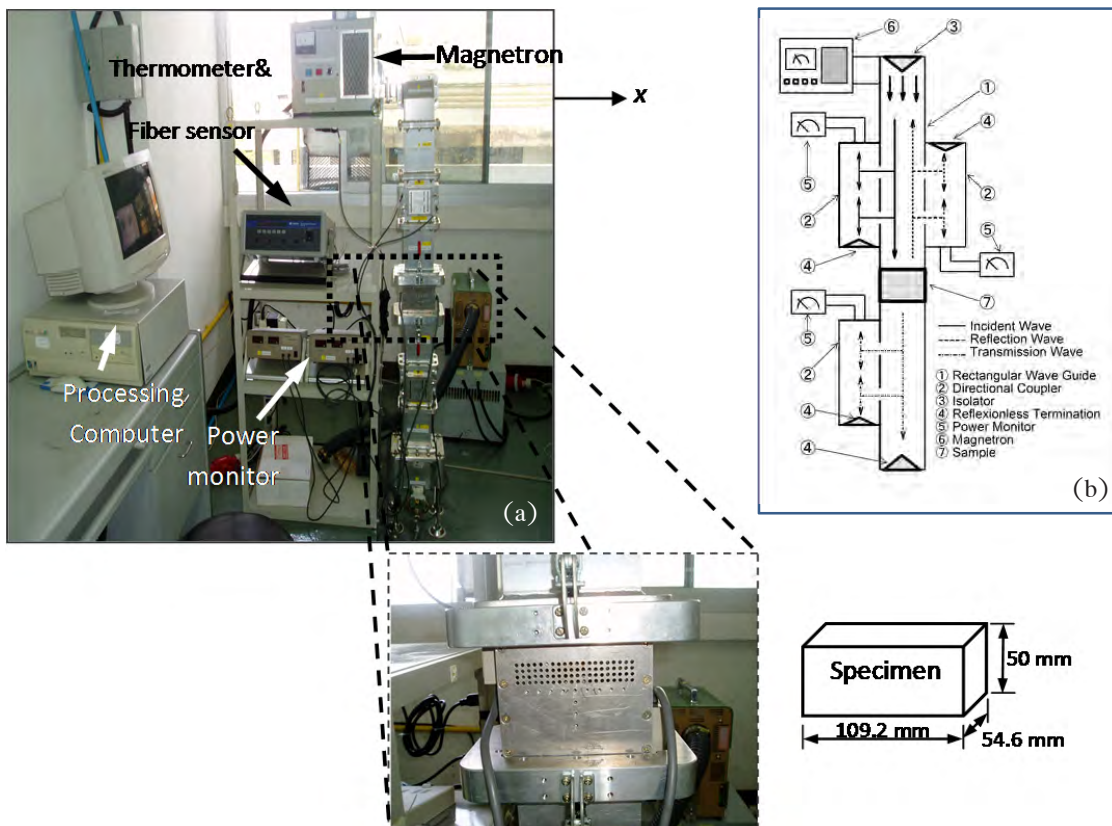 Thermometer&
Fiber sensor
Magnetron
x
Processing
Computer
Power
monitor
(a)
⑥
③
①
④
⑤
②
②
⑤
④
⑦
⑤
②
④
④
Incident Wave
Reflection Wave
Transmission Wave
① Rectangular Wave Guide
② Directional Coupler
③ Isolator
④ Reflexionless Termination
⑤ Power Monitor
⑥ Magnetron
⑦ Sample
(b)
Specimen
50 mm
109.2 mm
54.6 mm